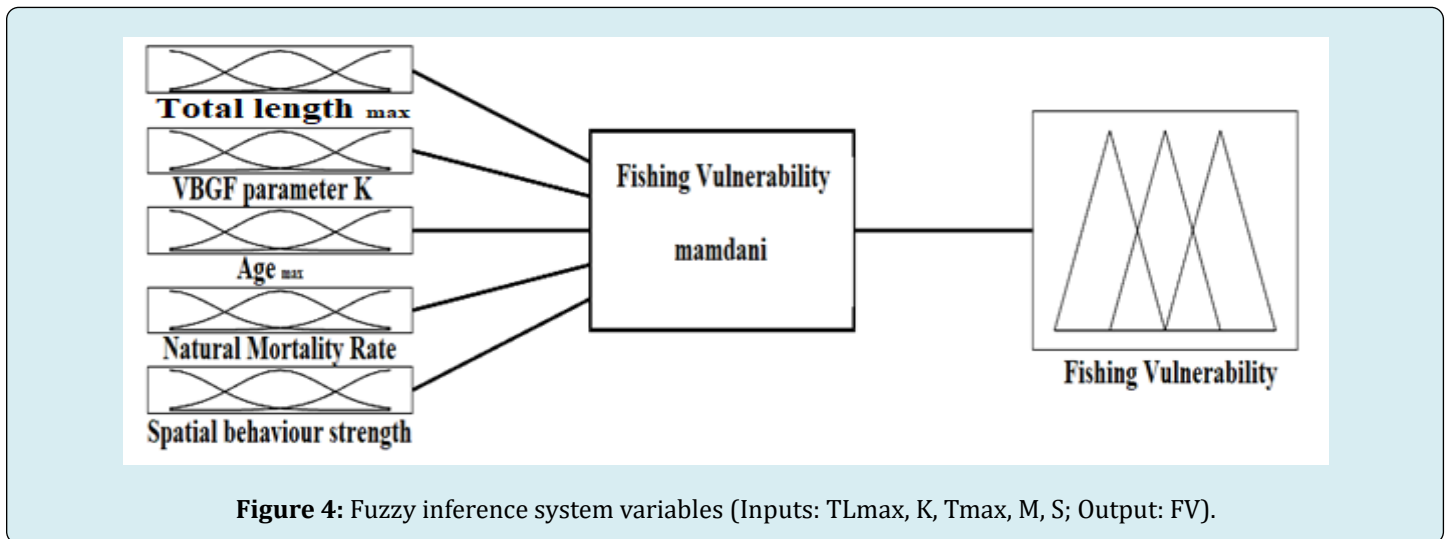 Total length max
VBGF parameter K
Age max
Natural Mortality Rate
Spatial behaviour strength
Fishing Vulnerability
mamdani
Fishing Vulnerability
Figure 4: Fuzzy inference system variables (Inputs: TLmax, K, Tmax, M, S; Output: FV).